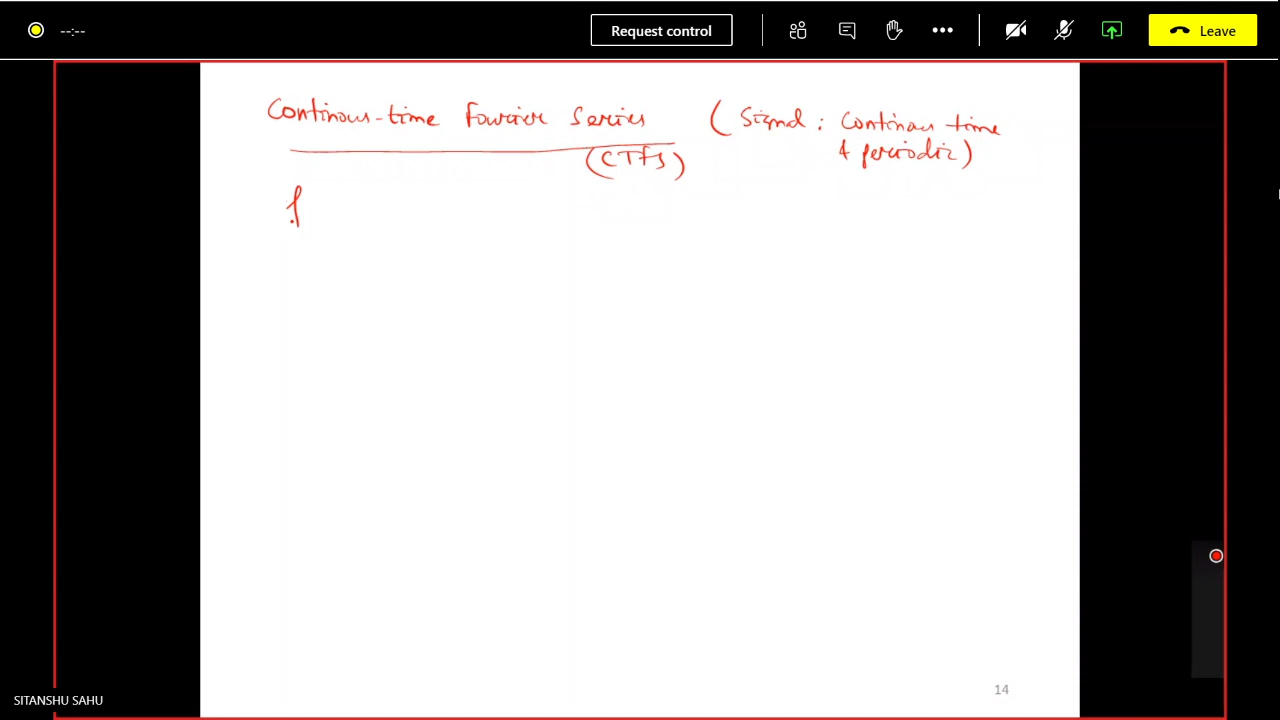 --:--
Request control
Leave
Continous-time Fourier Series (Signal: Continous time
(CTFS) & periodic)
14
SITANSHU SAHU